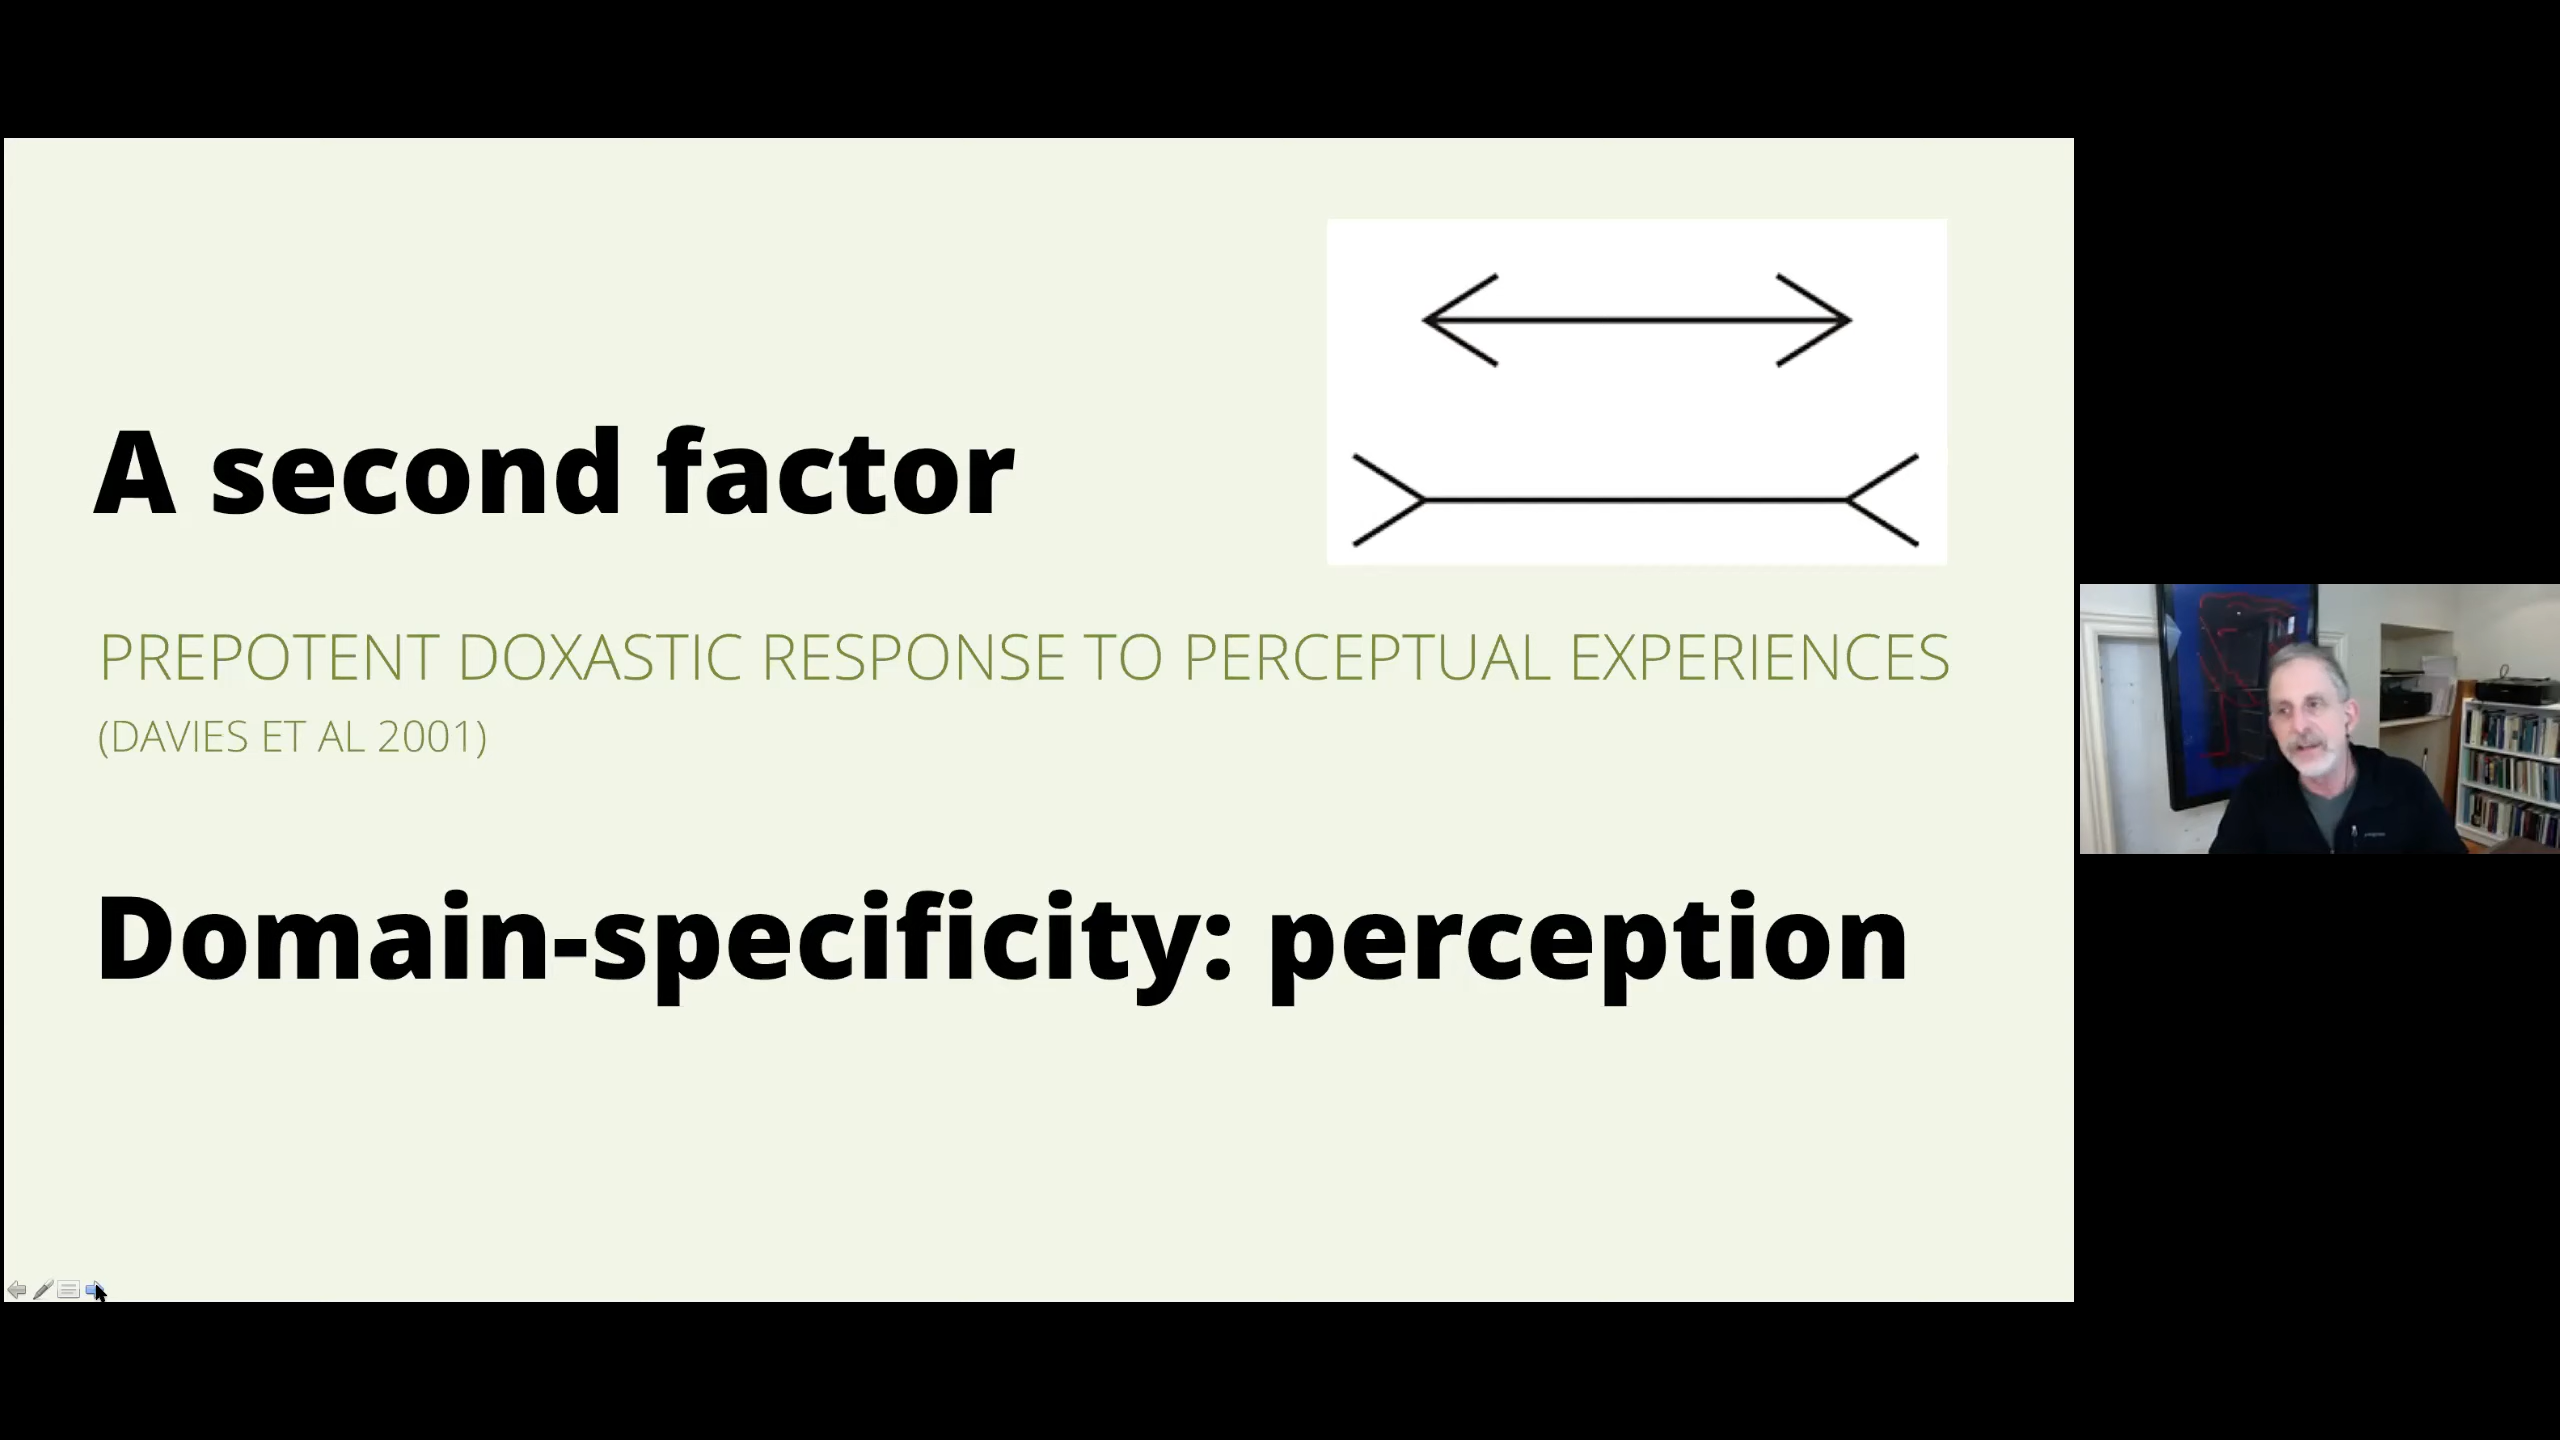 A second factor
PREPOTENT DOXASTIC RESPONSE TO PERCEPTUAL EXPERIENCES
(DAVIES ET AL 2001)
Domain-specificity: perception